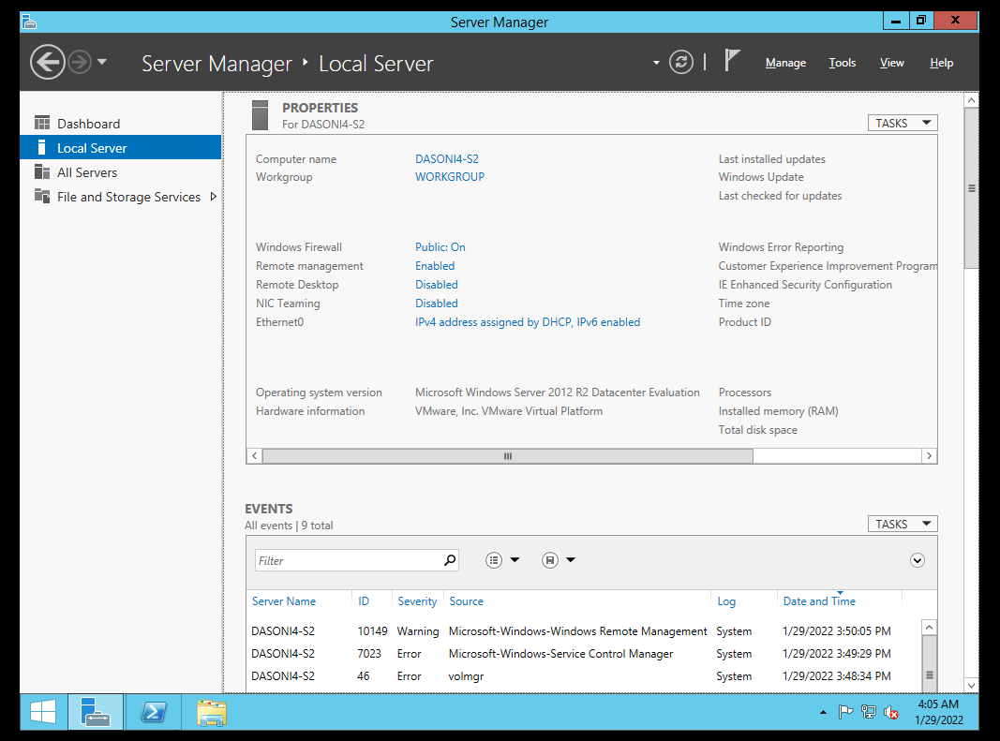 Server Manager
Server Manager ‣ Local Server
Manage Tools View Help
Dashboard
Local Server
All Servers
File and Storage Services
PROPERTIES
For DASONI4-S2
TASKS
Computer name DASONI4-S2 Last installed updates
Workgroup WORKGROUP Windows Update
Last checked for updates
Windows Firewall Public: On Windows Error Reporting
Remote management Enabled Customer Experience Improvement Program
Remote Desktop Disabled IE Enhanced Security Configuration
NIC Teaming Disabled Time zone
Ethernet0 IPv4 address assigned by DHCP, IPv6 enabled Product ID
Operating system version Microsoft Windows Server 2012 R2 Datacenter Evaluation Processors
Hardware information VMware, Inc. VMware Virtual Platform Installed memory (RAM)
Total disk space
EVENTS
All events | 9 total
TASKS
Filter
Server Name ID Severity Source Log Date and Time
DASONI4-S2 10149 Warning Microsoft-Windows-Windows Remote Management System 1/29/2022 3:50:05 PM
DASONI4-S2 7023 Error Microsoft-Windows-Service Control Manager System 1/29/2022 3:49:29 PM
DASONI4-S2 46 Error volmgr System 1/29/2022 3:48:34 PM
4:05 AM
1/29/2022